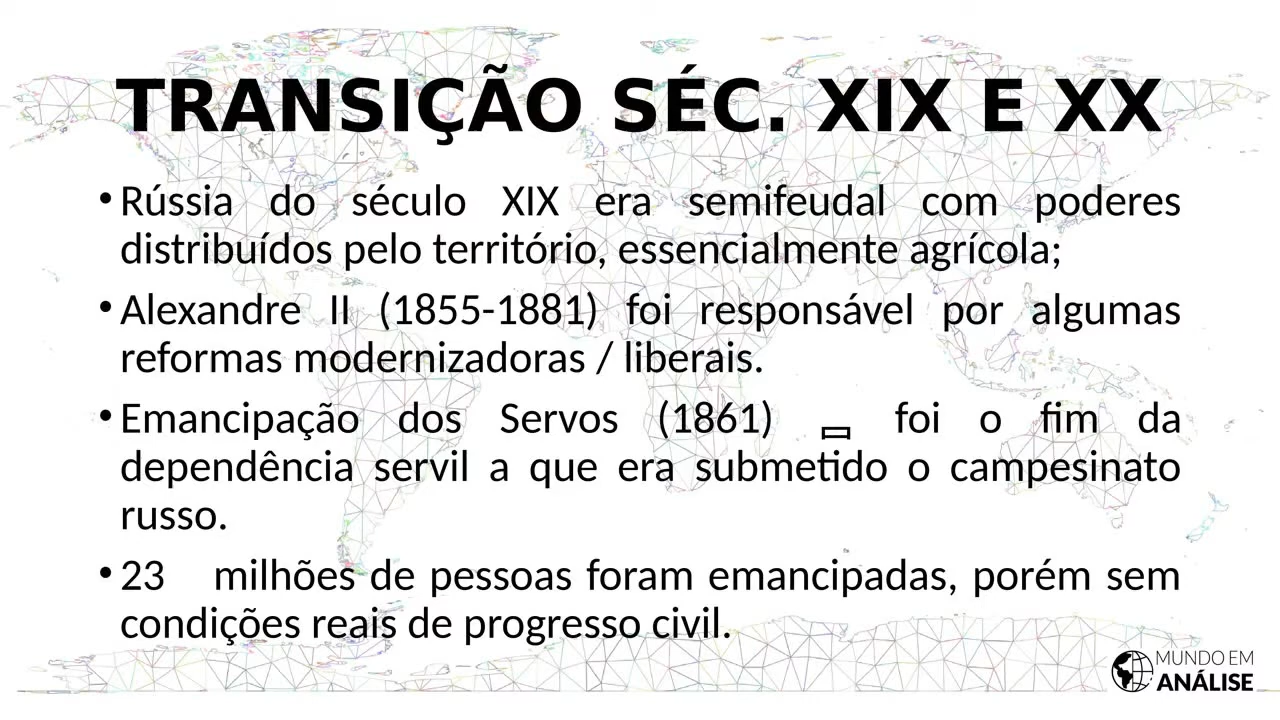 TRANSIÇÃO SÉC. XIX E XX
• Rússia do século XIX era semifeudal com poderes
distribuídos pelo território, essencialmente agrícola;
• Alexandre II (1855-1881) foi responsável por algumas
reformas modernizadoras / liberais.
• Emancipação dos Servos (1861) ▭ foi o fim da
dependência servil a que era submetido o campesinato
russo.
• 23 milhões de pessoas foram emancipadas, porém sem
condições reais de progresso civil.
MUNDO EM
ANÁLISE